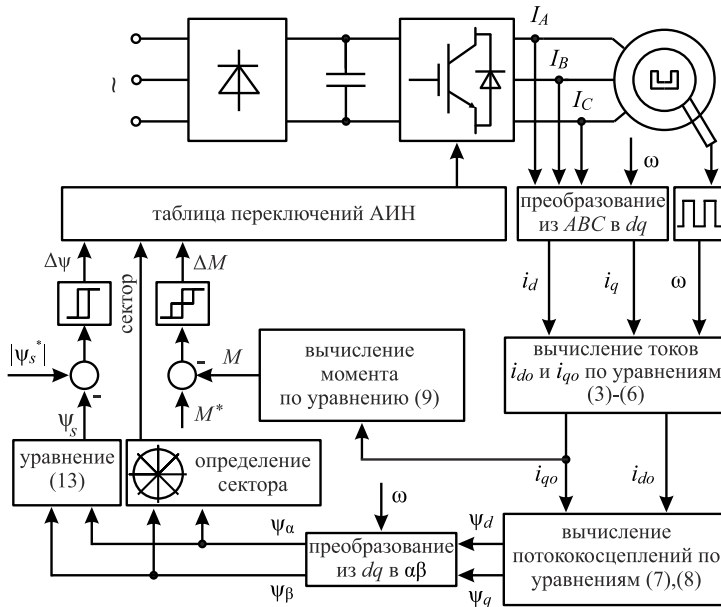 I_A
I_B
I_C
~
ω
преобразование
из ABC в dq
таблица переключений АИН
Δψ
сектор
ΔM
i_d
i_q
ω
|ψ_s*|
-
ψ_s
-
M
M*
вычисление
момента
по уравнению (9)
вычисление токов
i_do и i_qo по уравнениям
(3)-(6)
уравнение
(13)
определение
сектора
i_qo
i_do
ω
ψα
ψβ
преобразование
из dq в αβ
ψ_d
ψ_q
вычисление
потококосцеплений по
уравнениям (7),(8)